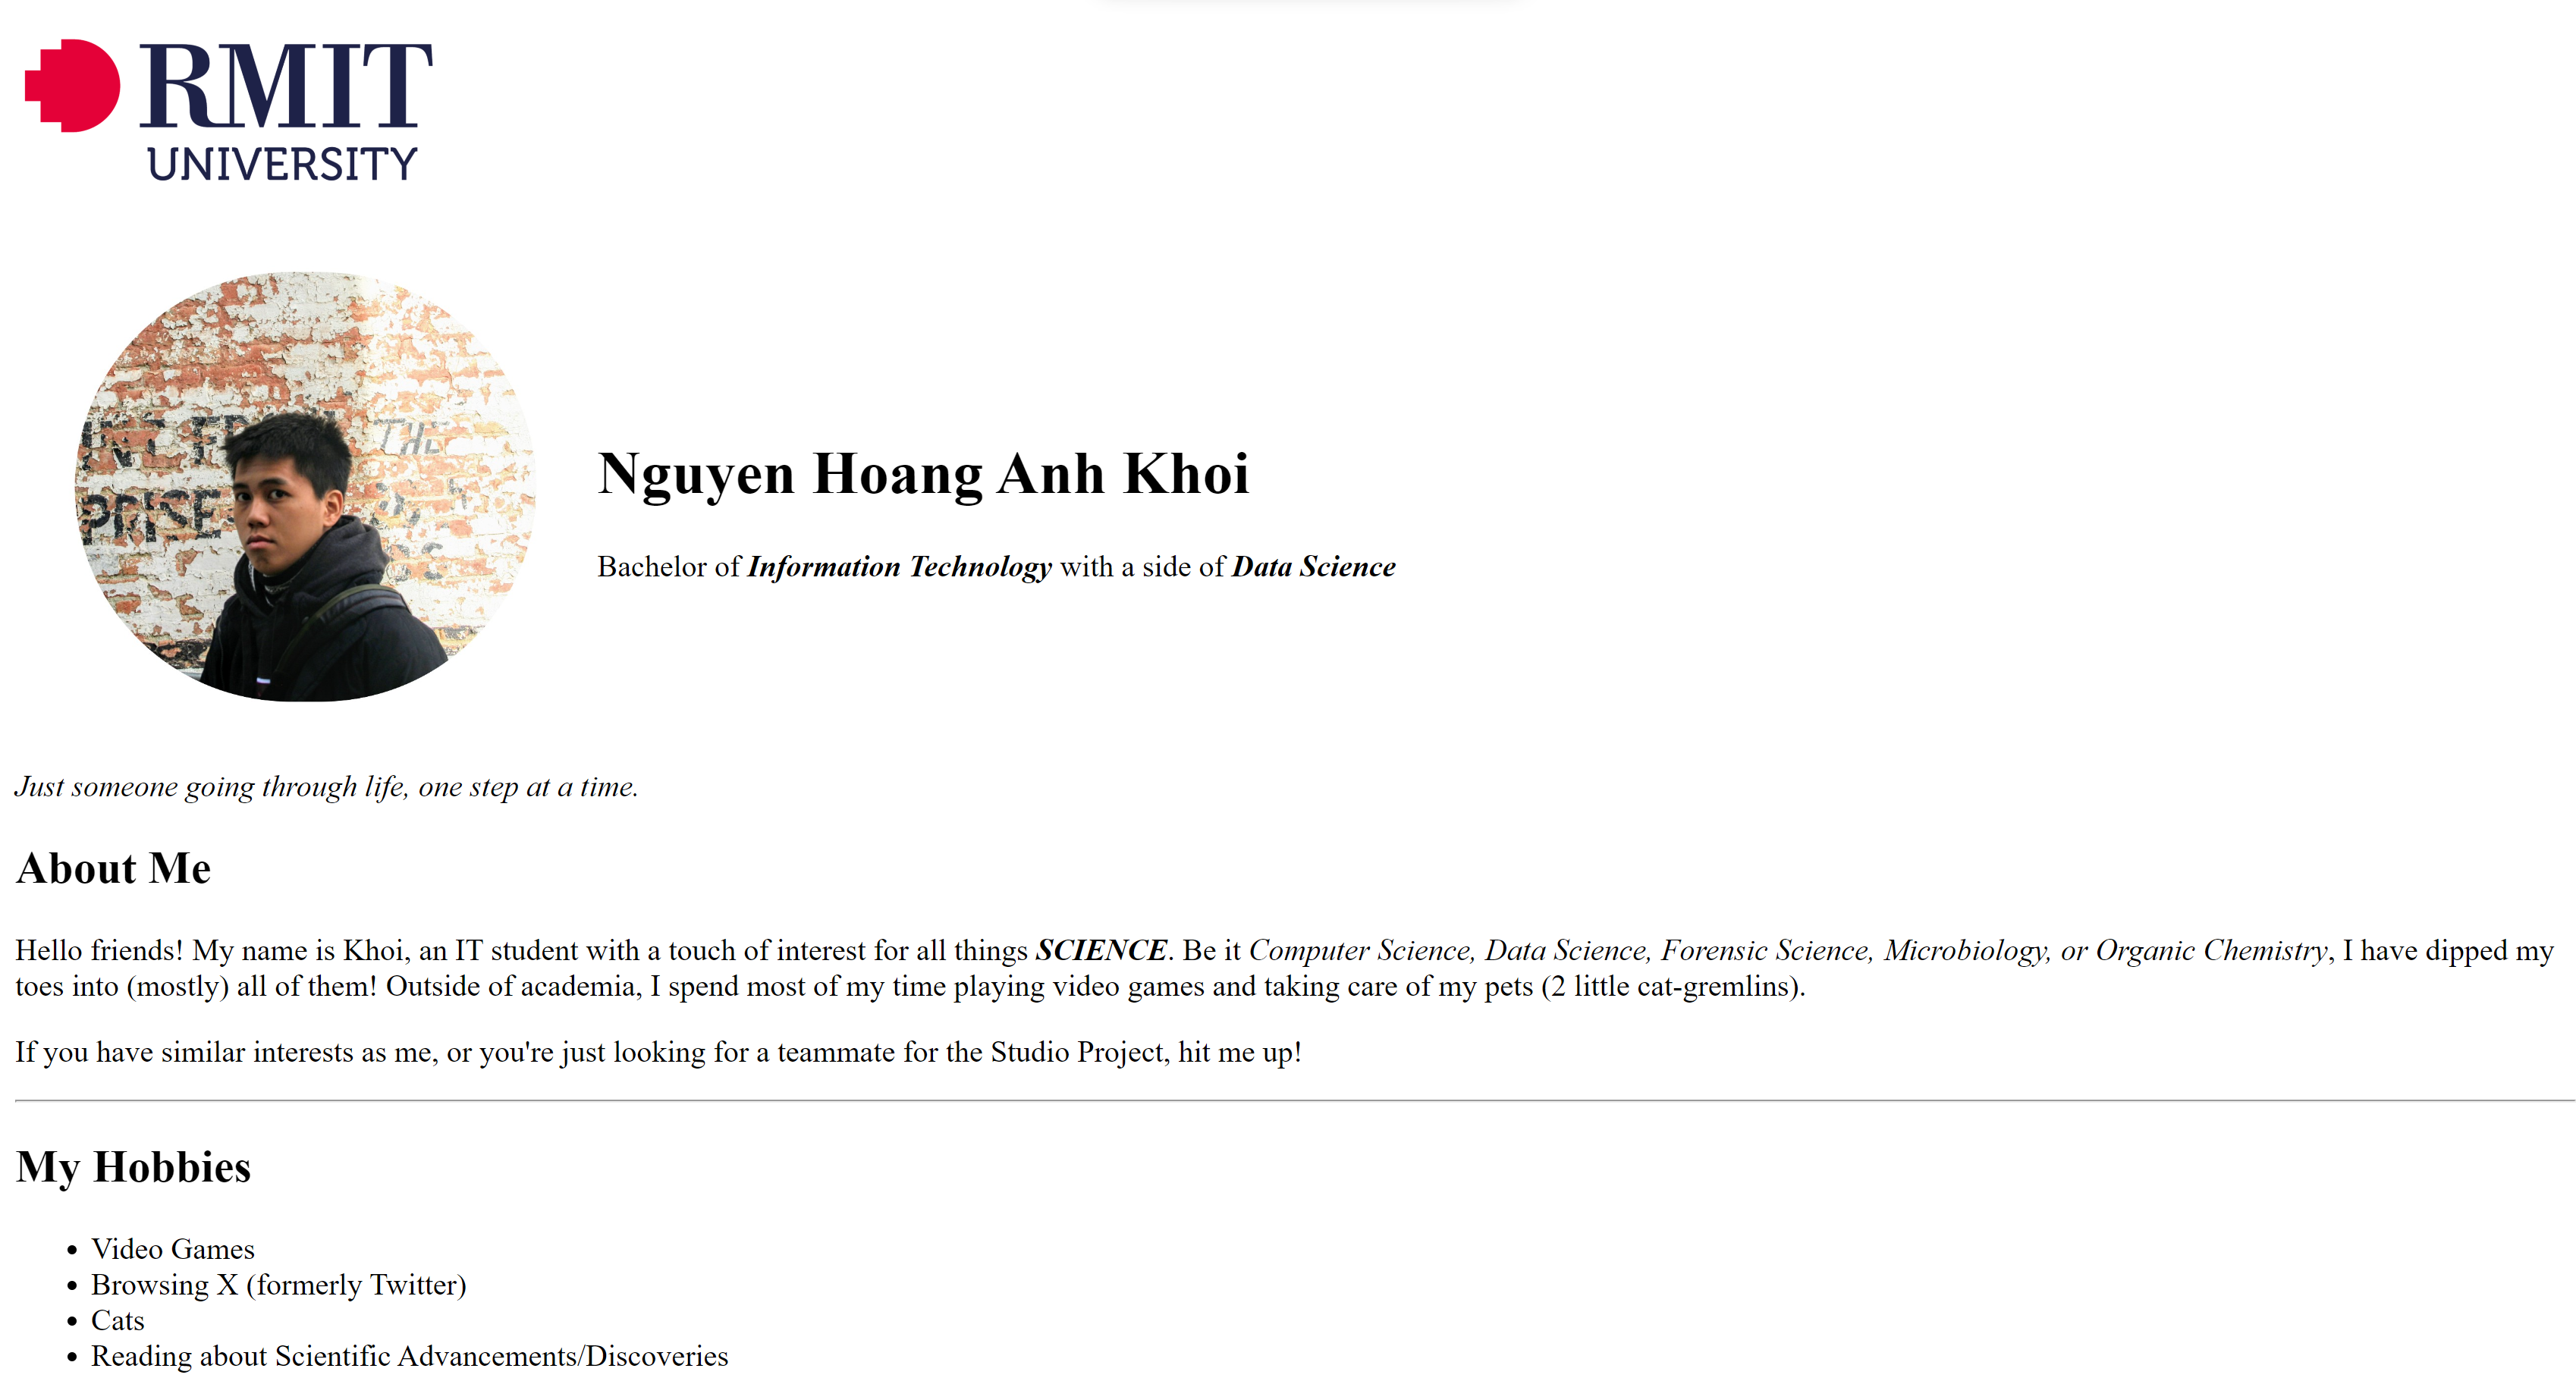 RMIT
UNIVERSITY
THE
PRISE
Nguyen Hoang Anh Khoi
Bachelor of Information Technology with a side of Data Science
Just someone going through life, one step at a time.
About Me
Hello friends! My name is Khoi, an IT student with a touch of interest for all things SCIENCE. Be it Computer Science, Data Science, Forensic Science, Microbiology, or Organic Chemistry, I have dipped my
toes into (mostly) all of them! Outside of academia, I spend most of my time playing video games and taking care of my pets (2 little cat-gremlins).
If you have similar interests as me, or you're just looking for a teammate for the Studio Project, hit me up!
My Hobbies
• Video Games
• Browsing X (formerly Twitter)
• Cats
• Reading about Scientific Advancements/Discoveries